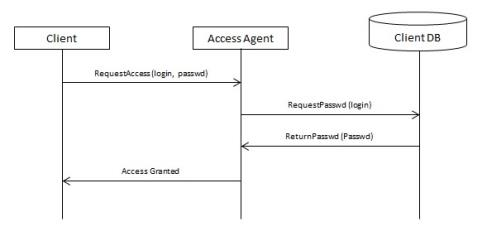 Client
Access Agent
Client DB
RequestAccess (login, passwd)
RequestPasswd (login)
ReturnPasswd (Passwd)
Access Granted